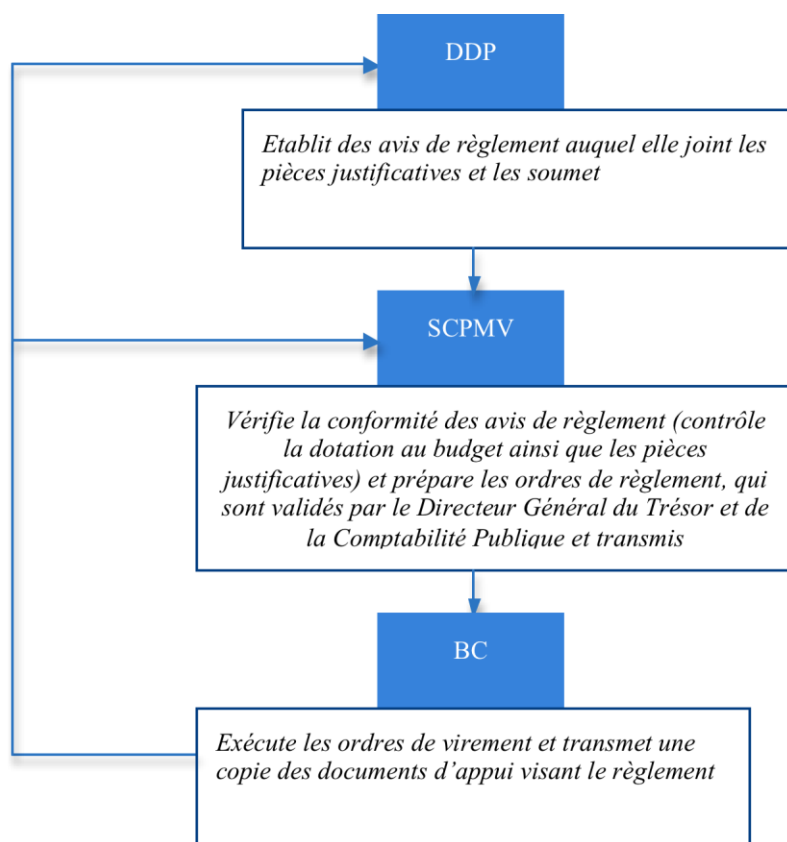 DDP
Etablit des avis de règlement auquel elle joint les
pièces justificatives et les soumet
SCPMV
Vérifie la conformité des avis de règlement (contrôle
la dotation au budget ainsi que les pièces
justificatives) et prépare les ordres de règlement, qui
sont validés par le Directeur Général du Trésor et de
la Comptabilité Publique et transmis
BC
Exécute les ordres de virement et transmet une
copie des documents d'appui visant le règlement